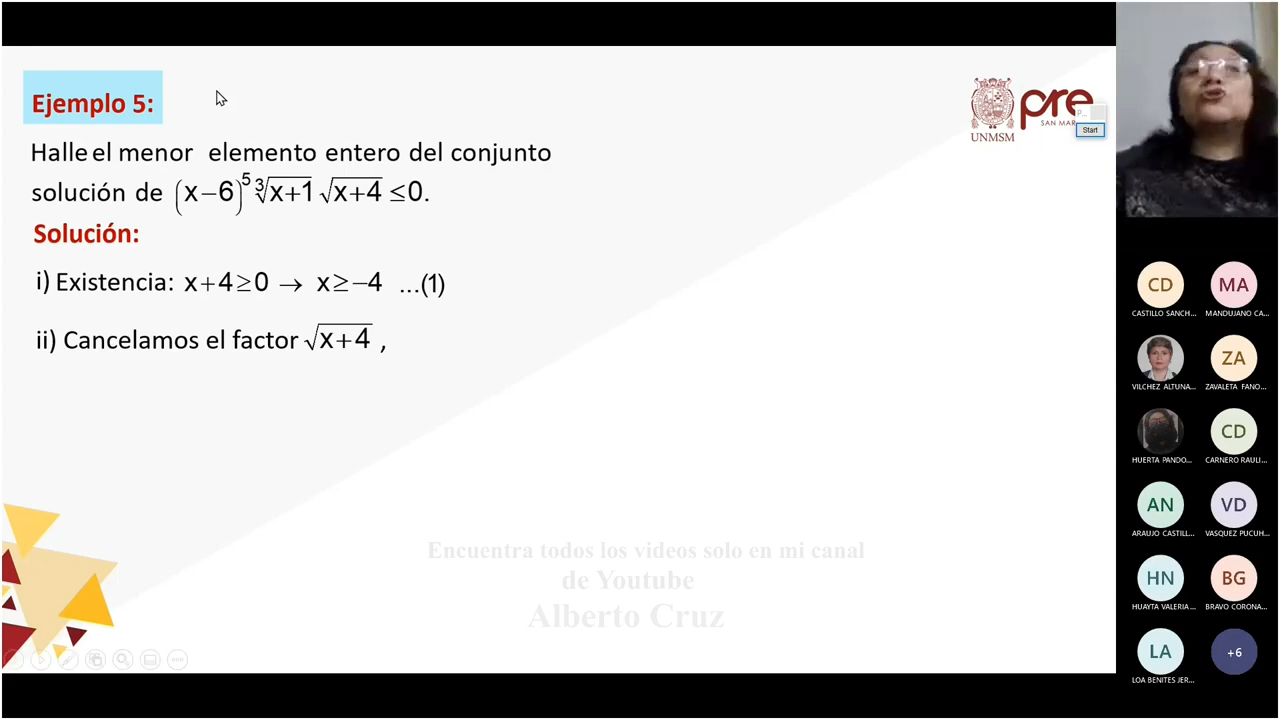 Ejemplo 5:
Halle el menor elemento entero del conjunto
solución de (x−6)⁵ ∛(x+1) √(x+4) ≤0.
Solución:
i) Existencia: x+4≥0 → x≥−4 ...(1)
ii) Cancelamos el factor √(x+4) ,
UNMSM
pre
SAN MAR
P...
Start
Encuentra todos los videos solo en mi canal
de Youtube
Alberto Cruz
CD MA
CASTILLO SANCH... MANDUJANO CA...
ZA
VILCHEZ ALTUNA... ZAVALETA FANO...
CD
HUERTA PANDO... CARNERO RAULI...
AN VD
ARAUJO CASTILL... VASQUEZ PUCUH...
HN BG
HUAYTA VALERIA... BRAVO CORONA...
LA +6
LOA BENITES JER...